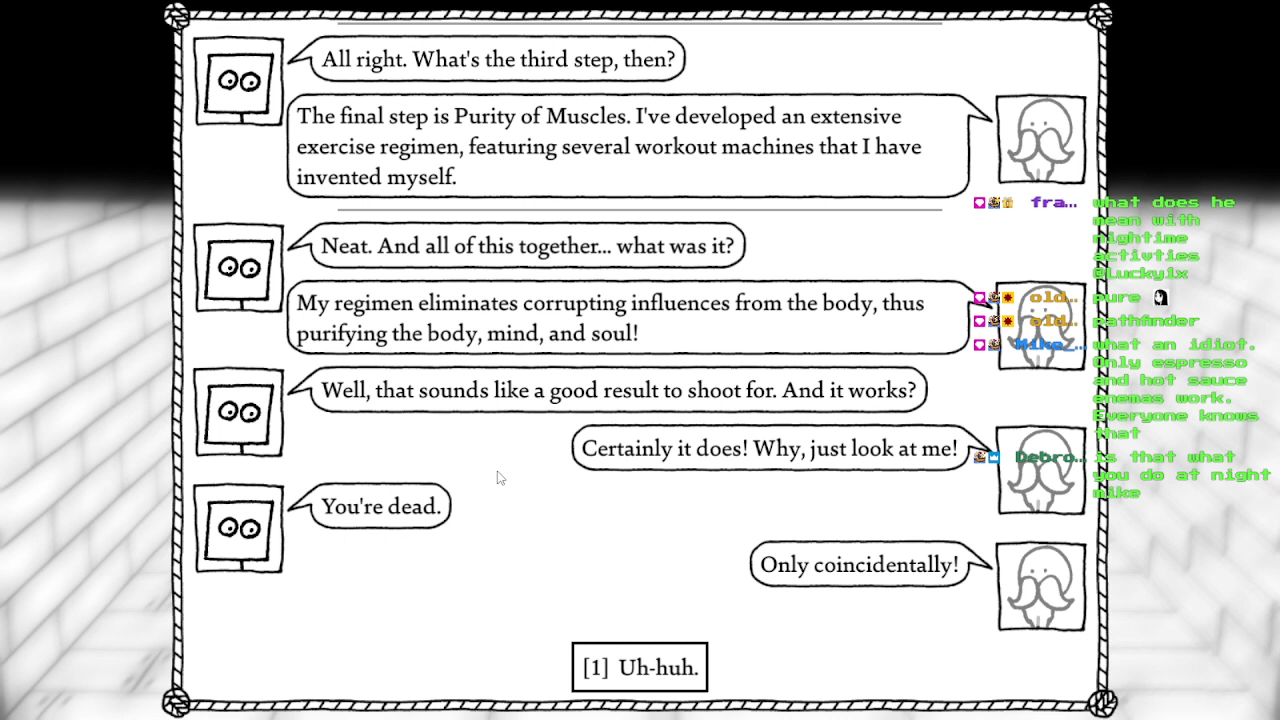 All right. What's the third step, then?
The final step is Purity of Muscles. I've developed an extensive
exercise regimen, featuring several workout machines that I have
invented myself.
Neat. And all of this together... what was it?
My regimen eliminates corrupting influences from the body, thus
purifying the body, mind, and soul!
Well, that sounds like a good result to shoot for. And it works?
Certainly it does! Why, just look at me!
You're dead.
Only coincidentally!
[1] Uh-huh.
fra... what does he
mean with
nightime
activties
@Lucky1x
old... pure
old... pathfinder
Mike_... what an idiot.
Only espresso
and hot sauce
enemas work.
Everyone knows
that
Debro... is that what
you do at night
mike